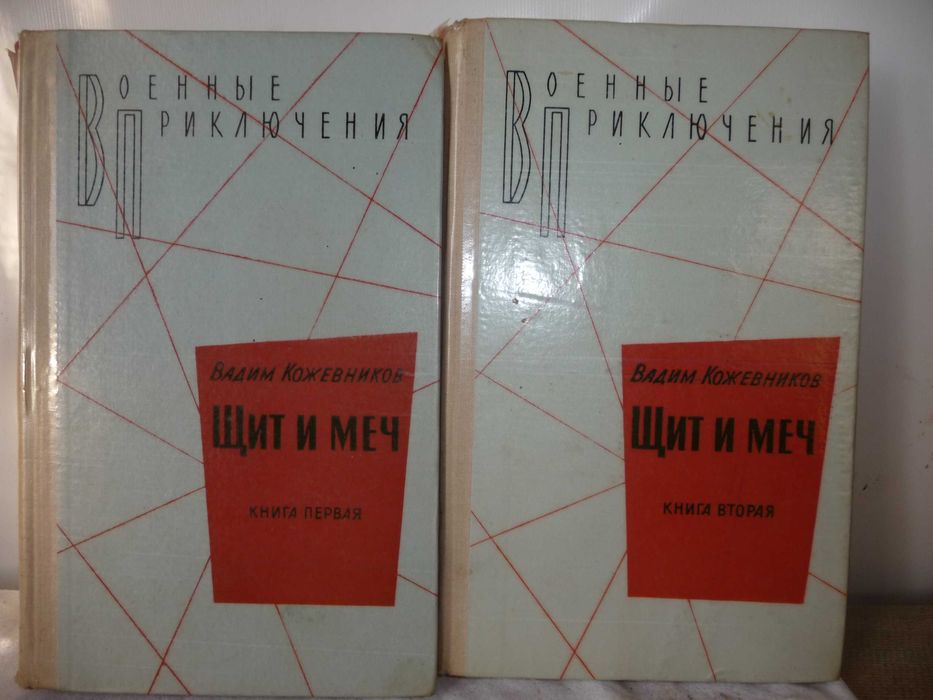 Военные
приключения
Вадим Кожевников
Щит и меч
книга первая
Военные
приключения
Вадим Кожевников
Щит и меч
книга вторая